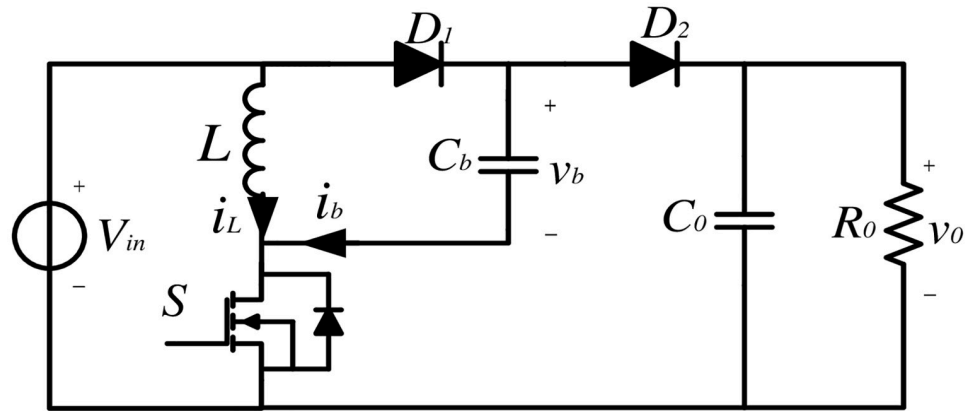 D1
D2
+
L
Cb
vb
+
+
Vin
iL
ib
−
C0
R0
v0
−
S
−